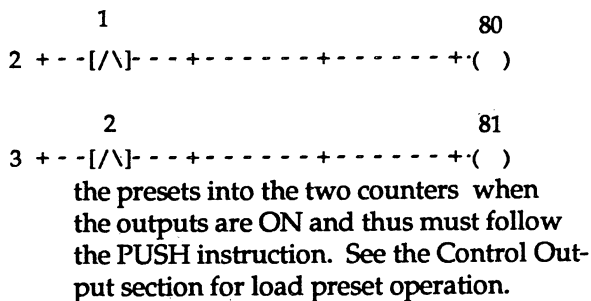 1 80
2 + - -[/\]- - - + - - - - - - - + - - - - - - +-( )
2 81
3 + - -[/\]- - - + - - - - - - - + - - - - - - +-( )
the presets into the two counters when
the outputs are ON and thus must follow
the PUSH instruction. See the Control Out-
put section for load preset operation.